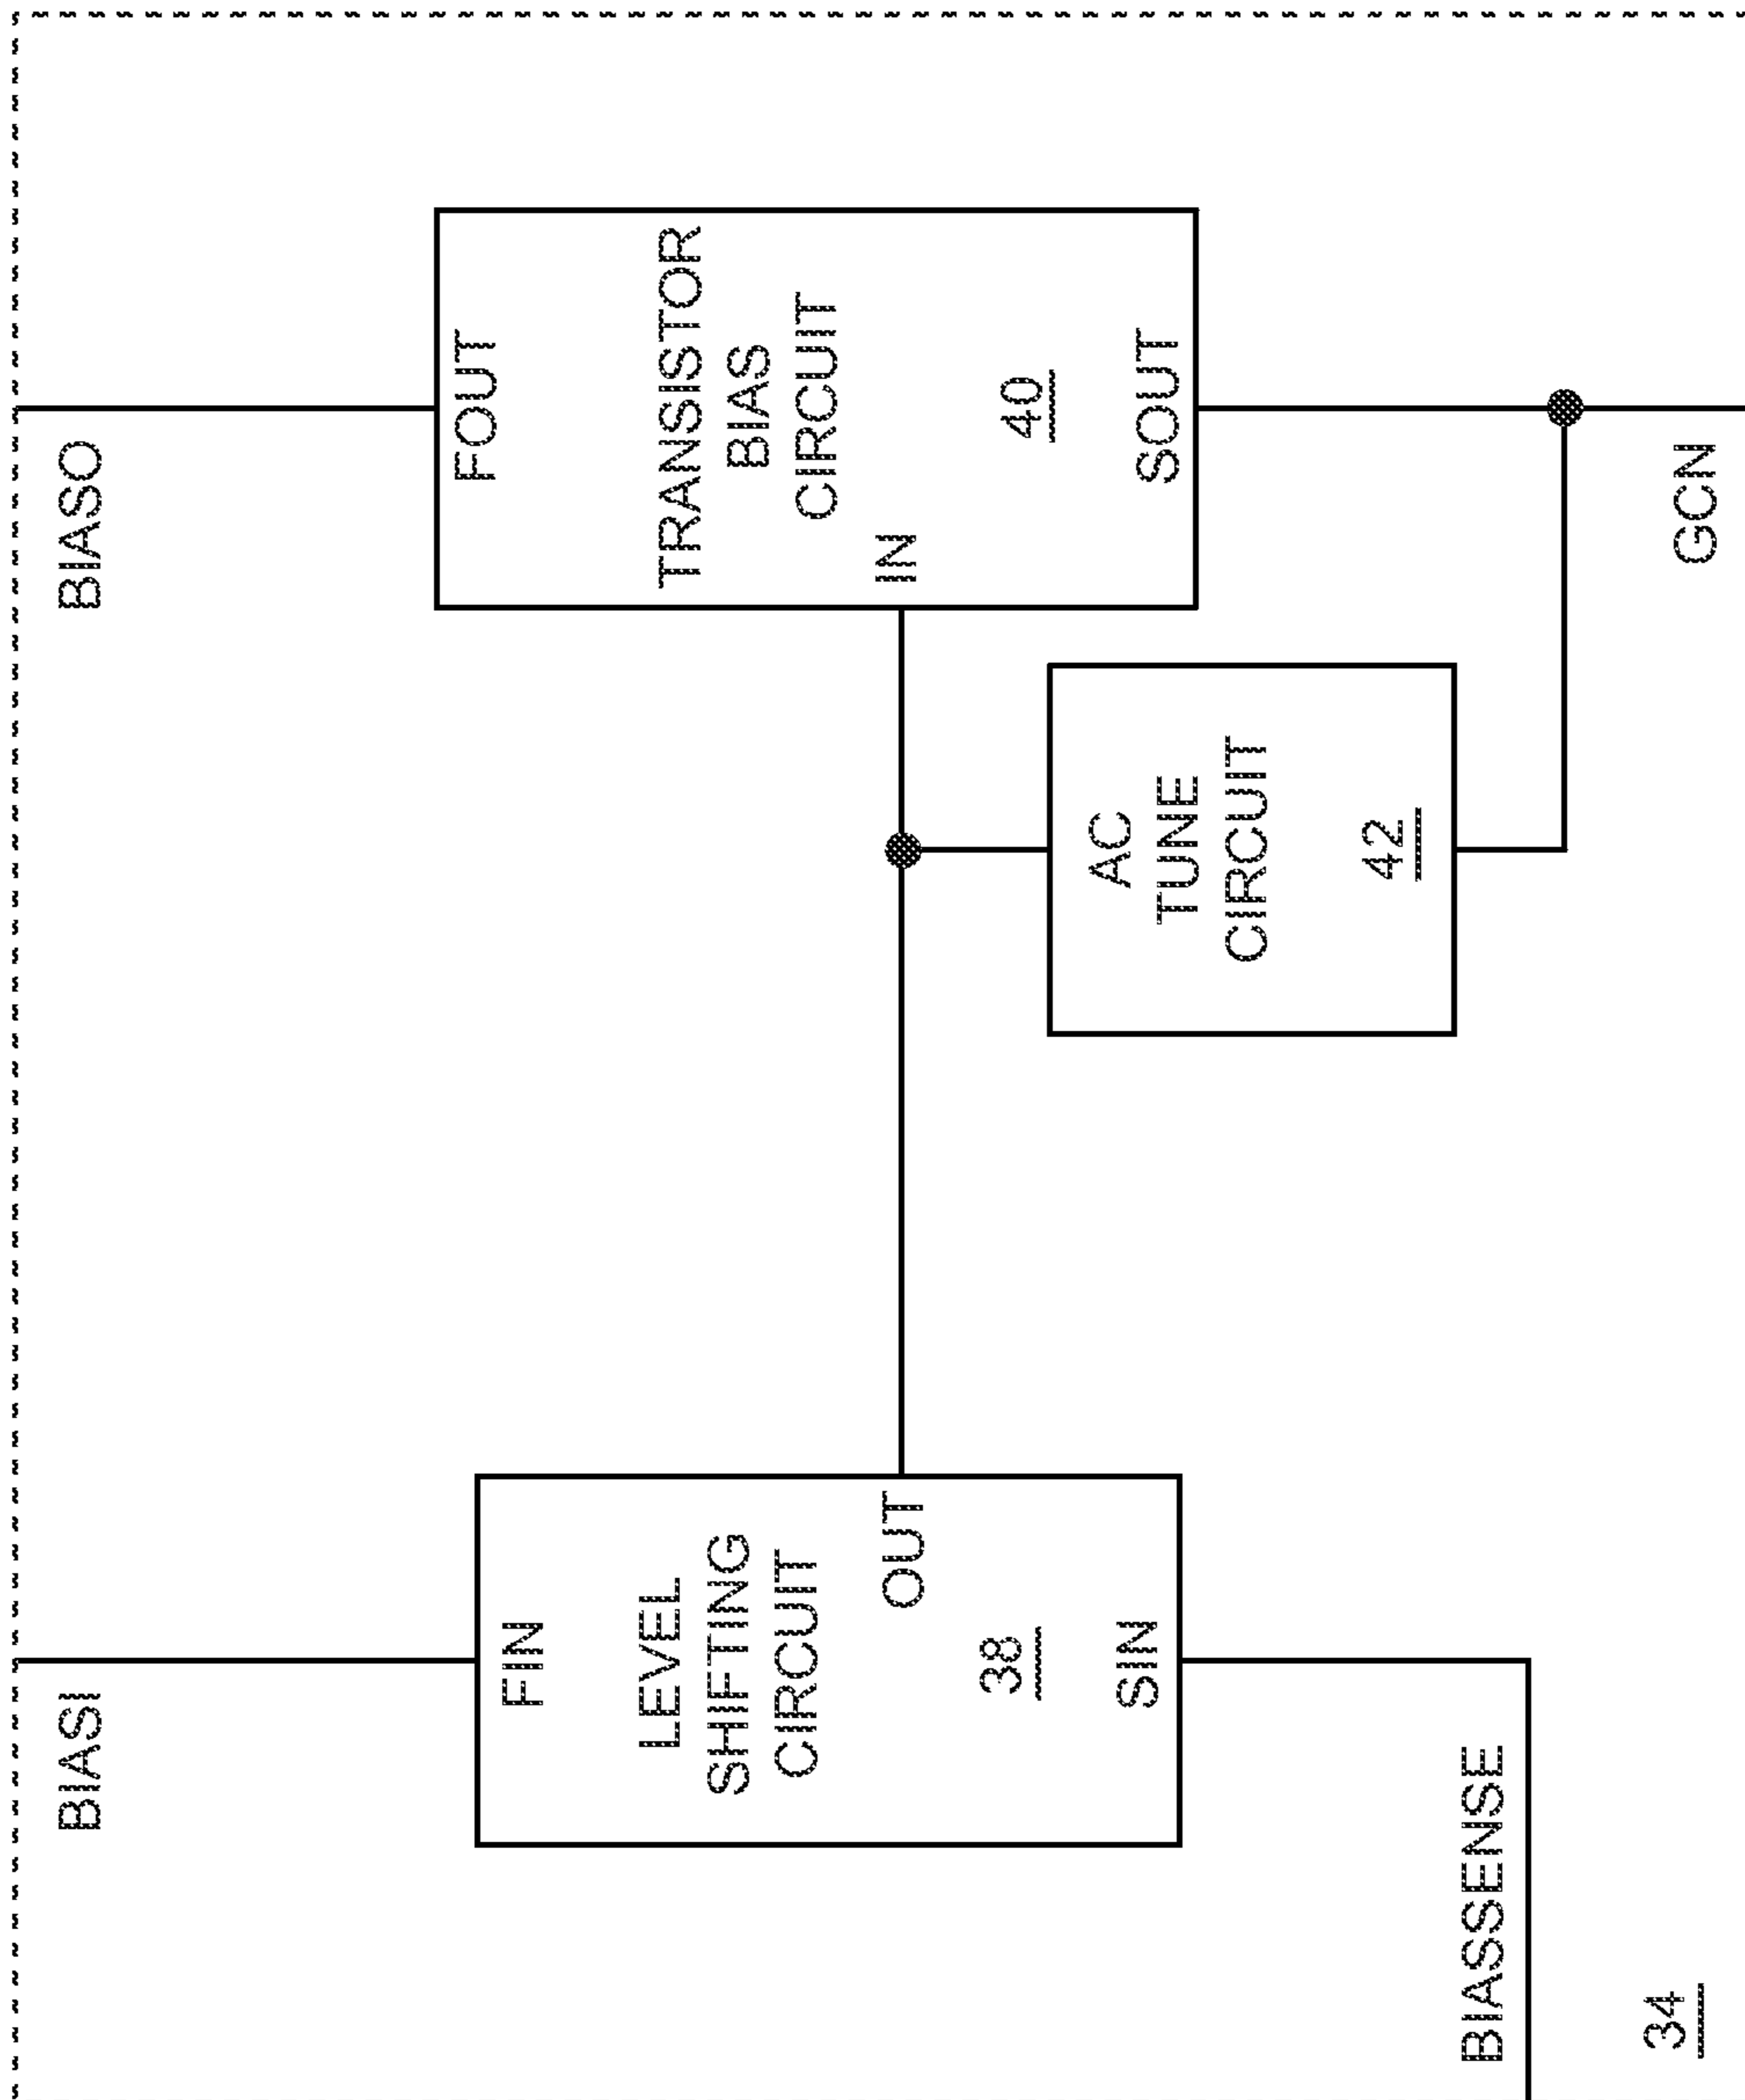 BIASI
BIASO
FIN
LEVEL
SHIFTING
CIRCUIT
OUT
38
SIN
FOUT
TRANSISTOR
BIAS
CIRCUIT
IN
40
SOUT
AC
TUNE
CIRCUIT
42
BIASSENSE
34
GCN